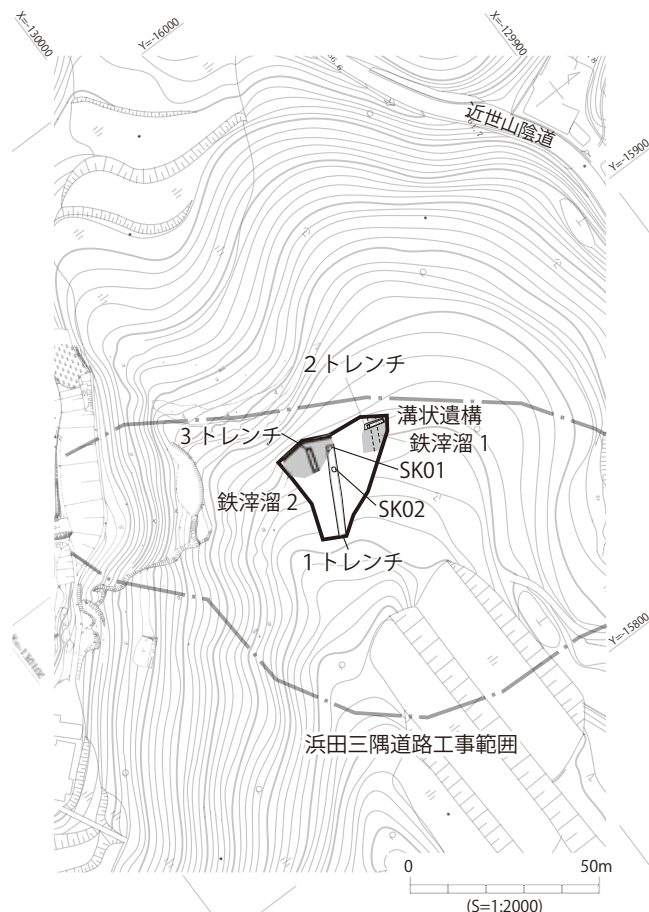 X=-130000
Y=-16000
X=-129900
近世山陰道
Y=-15900
2トレンチ
溝状遺構
3トレンチ
鉄滓溜 1
SK01
鉄滓溜 2
SK02
1トレンチ
Y=-15800
浜田三隅道路工事範囲
0
50m
(S=1:2000)